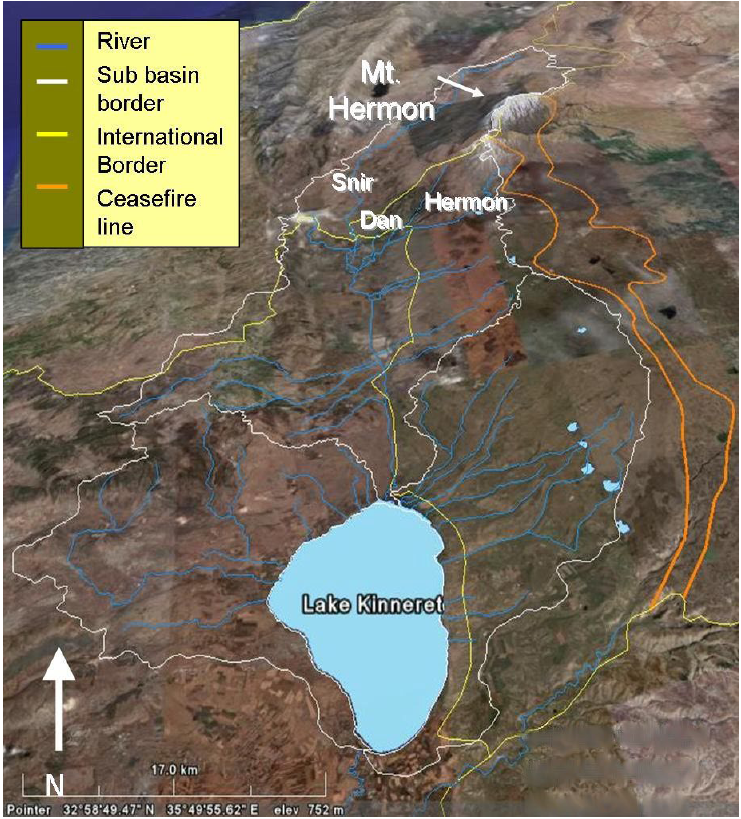 River
Sub basin
border
International
Border
Ceasefire
line
Mt.
Hermon
Snir
Dan
Hermon
Lake Kinneret
N
17.0 km
Pointer 32°58'49.47" N 35°49'55.62" E elev 752 m